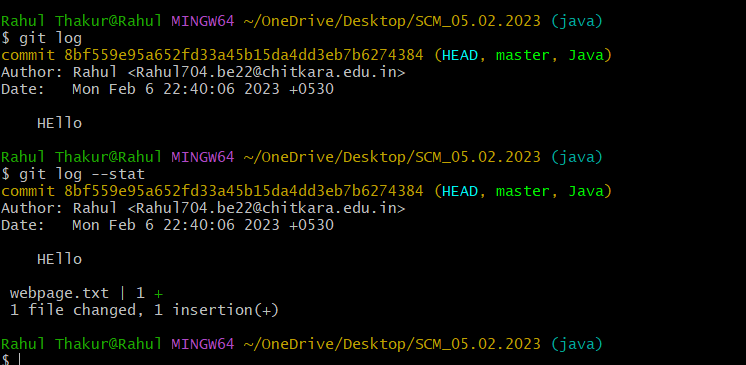 Rahul Thakur@Rahul MINGW64 ~/OneDrive/Desktop/SCM_05.02.2023 (java)
$ git log
commit 8bf559e95a652fd33a45b15da4dd3eb7b6274384 (HEAD, master, Java)
Author: Rahul <Rahul704.be22@chitkara.edu.in>
Date:   Mon Feb 6 22:40:06 2023 +0530
HEllo
Rahul Thakur@Rahul MINGW64 ~/OneDrive/Desktop/SCM_05.02.2023 (java)
$ git log --stat
commit 8bf559e95a652fd33a45b15da4dd3eb7b6274384 (HEAD, master, Java)
Author: Rahul <Rahul704.be22@chitkara.edu.in>
Date:   Mon Feb 6 22:40:06 2023 +0530
HEllo
webpage.txt | 1 +
1 file changed, 1 insertion(+)
Rahul Thakur@Rahul MINGW64 ~/OneDrive/Desktop/SCM_05.02.2023 (java)
$